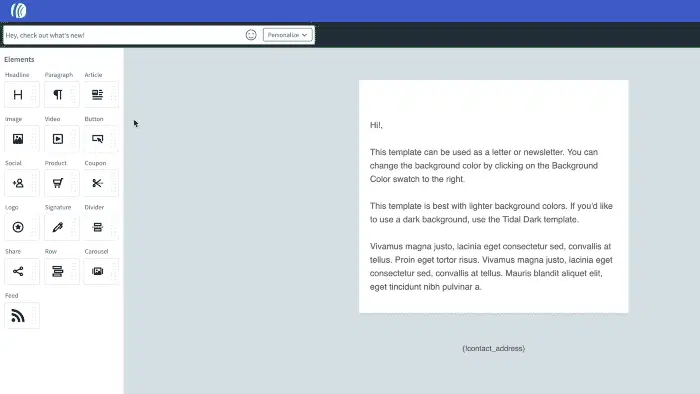 Hey, check out what's new!
Personalize
Elements
Headline Paragraph Article
Image Video Button
Social Product Coupon
Logo Signature Divider
Share Row Carousel
Feed
Hi!,
This template can be used as a letter or newsletter. You can
change the background color by clicking on the Background
Color swatch to the right.
This template is best with lighter background colors. If you'd like
to use a dark background, use the Tidal Dark template.
Vivamus magna justo, lacinia eget consectetur sed, convallis at
tellus. Proin eget tortor risus. Vivamus magna justo, lacinia eget
consectetur sed, convallis at tellus. Mauris blandit aliquet elit,
eget tincidunt nibh pulvinar a.
{!contact_address}